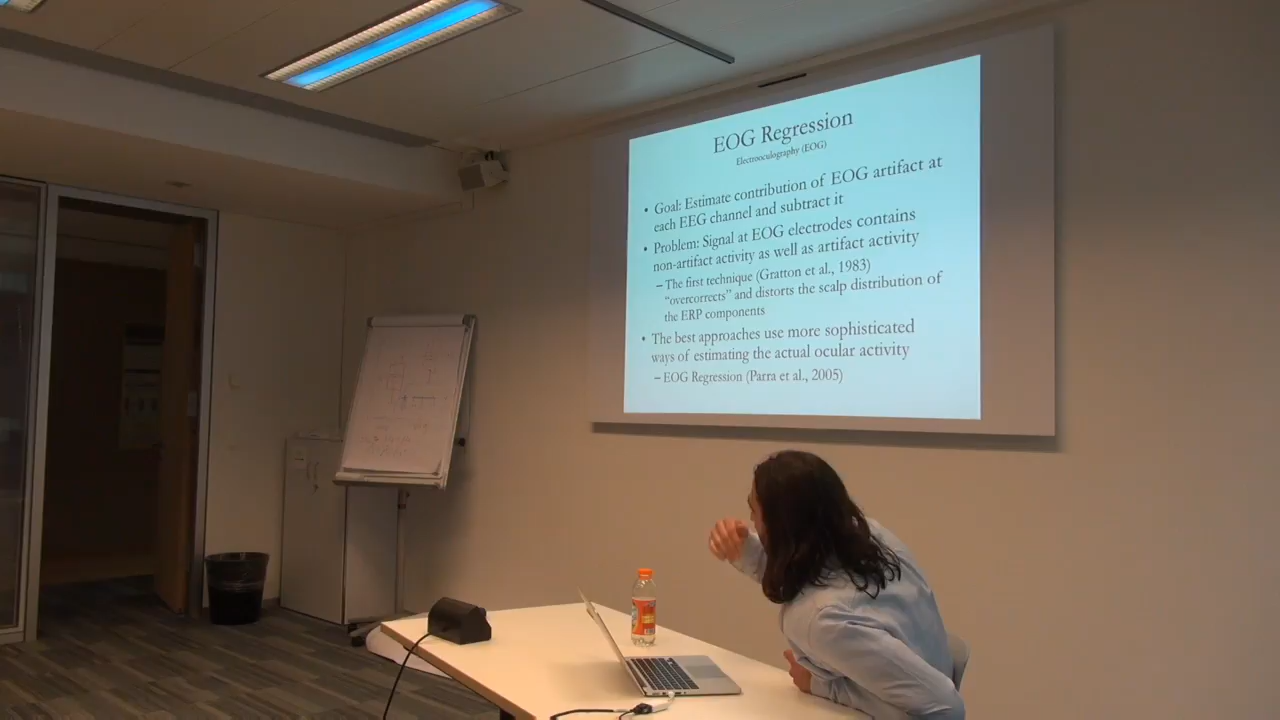 EOG Regression
Electrooculography (EOG)
• Goal: Estimate contribution of EOG artifact at
each EEG channel and subtract it
• Problem: Signal at EOG electrodes contains
non-artifact activity as well as artifact activity
– The first technique (Gratton et al., 1983)
“overcorrects” and distorts the scalp distribution of
the ERP components
• The best approaches use more sophisticated
ways of estimating the actual ocular activity
– EOG Regression (Parra et al., 2005)